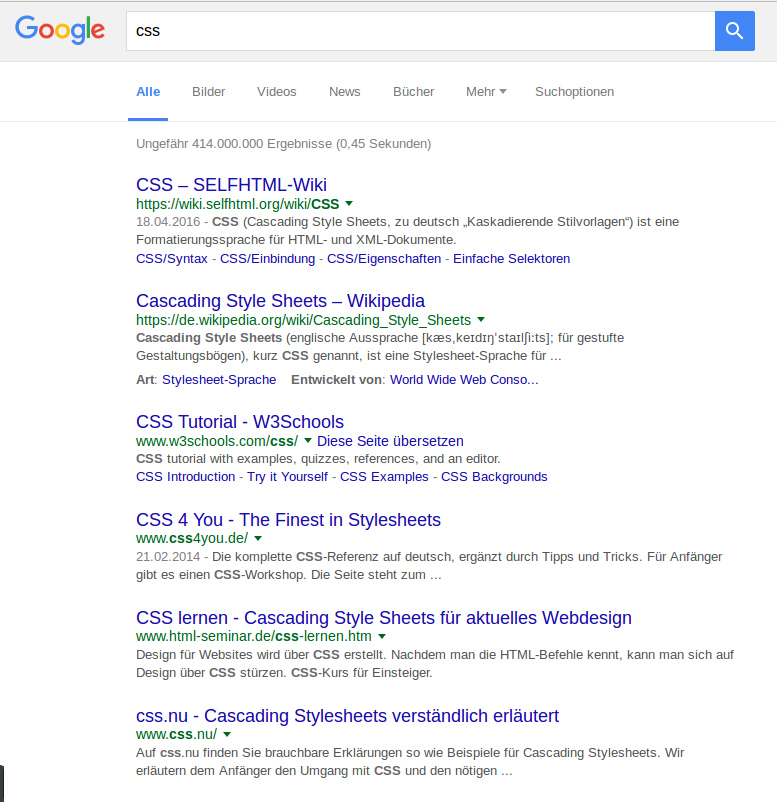 Google
css
Alle Bilder Videos News Bücher Mehr Suchoptionen
Ungefähr 414.000.000 Ergebnisse (0,45 Sekunden)
CSS – SELFHTML-Wiki
https://wiki.selfhtml.org/wiki/CSS
18.04.2016 - CSS (Cascading Style Sheets, zu deutsch „Kaskadierende Stilvorlagen“) ist eine
Formatierungssprache für HTML- und XML-Dokumente.
CSS/Syntax - CSS/Einbindung - CSS/Eigenschaften - Einfache Selektoren
Cascading Style Sheets – Wikipedia
https://de.wikipedia.org/wiki/Cascading_Style_Sheets
Cascading Style Sheets (englische Aussprache [kæs‚keɪdɪŋˈstaɪlʃiːts]; für gestufte
Gestaltungsbögen), kurz CSS genannt, ist eine Stylesheet-Sprache für ...
Art: Stylesheet-Sprache Entwickelt von: World Wide Web Conso...
CSS Tutorial - W3Schools
www.w3schools.com/css/ Diese Seite übersetzen
CSS tutorial with examples, quizzes, references, and an editor.
CSS Introduction - Try it Yourself - CSS Examples - CSS Backgrounds
CSS 4 You - The Finest in Stylesheets
www.css4you.de/
21.02.2014 - Die komplette CSS-Referenz auf deutsch, ergänzt durch Tipps und Tricks. Für Anfänger
gibt es einen CSS-Workshop. Die Seite steht zum ...
CSS lernen - Cascading Style Sheets für aktuelles Webdesign
www.html-seminar.de/css-lernen.htm
Design für Websites wird über CSS erstellt. Nachdem man die HTML-Befehle kennt, kann man sich auf
Design über CSS stürzen. CSS-Kurs für Einsteiger.
css.nu - Cascading Stylesheets verständlich erläutert
www.css.nu/
Auf css.nu finden Sie brauchbare Erklärungen so wie Beispiele für Cascading Stylesheets. Wir
erläutern dem Anfänger den Umgang mit CSS und den nötigen ...